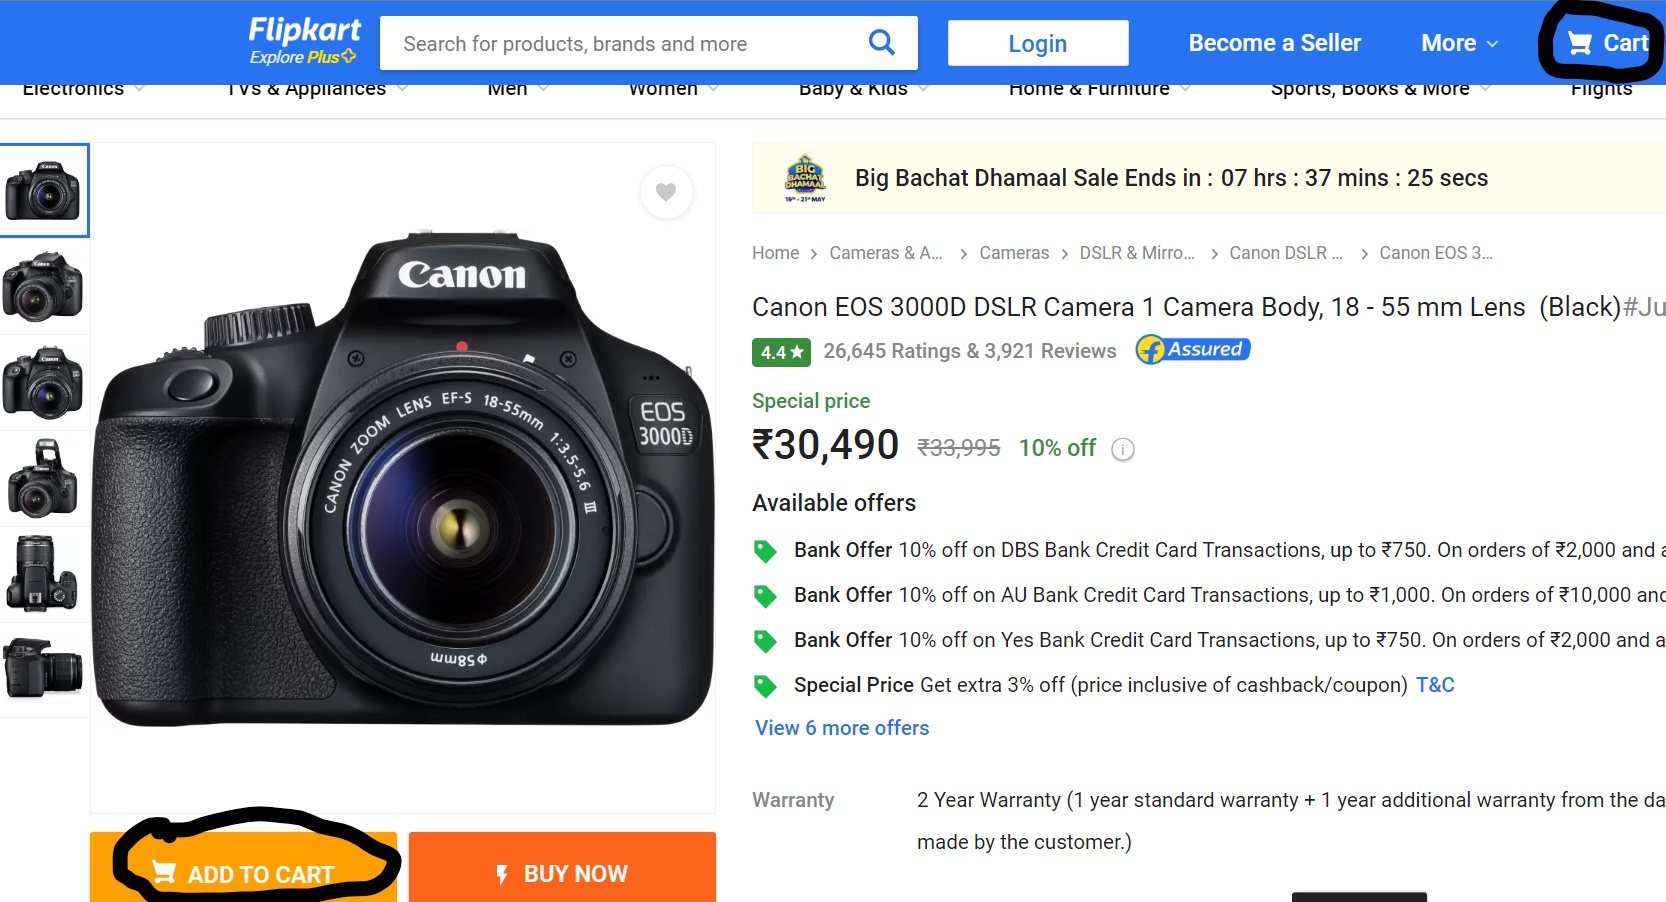 Flipkart
Explore Plus
Search for products, brands and more
Login
Become a Seller
More
Cart
Electronics
TVs & Appliances
Men
Women
Baby & Kids
Home & Furniture
Sports, Books & More
Flights
BIG BACHAT DHAMAAL
19th - 21st MAY
Big Bachat Dhamaal Sale Ends in : 07 hrs : 37 mins : 25 secs
Home > Cameras & A... > Cameras > DSLR & Mirro... > Canon DSLR ... > Canon EOS 3...
Canon EOS 3000D DSLR Camera 1 Camera Body, 18 - 55 mm Lens (Black)#Ju
4.4★ 26,645 Ratings & 3,921 Reviews
Assured
Special price
₹30,490 ₹33,995 10% off
Available offers
Bank Offer 10% off on DBS Bank Credit Card Transactions, up to ₹750. On orders of ₹2,000 and a
Bank Offer 10% off on AU Bank Credit Card Transactions, up to ₹1,000. On orders of ₹10,000 and
Bank Offer 10% off on Yes Bank Credit Card Transactions, up to ₹750. On orders of ₹2,000 and a
Special Price Get extra 3% off (price inclusive of cashback/coupon) T&C
View 6 more offers
Warranty
2 Year Warranty (1 year standard warranty + 1 year additional warranty from the da
made by the customer.)
Canon
EOS
3000D
CANON ZOOM LENS EF-S 18-55mm 1:3.5-5.6 III
φ58mm
ADD TO CART
BUY NOW